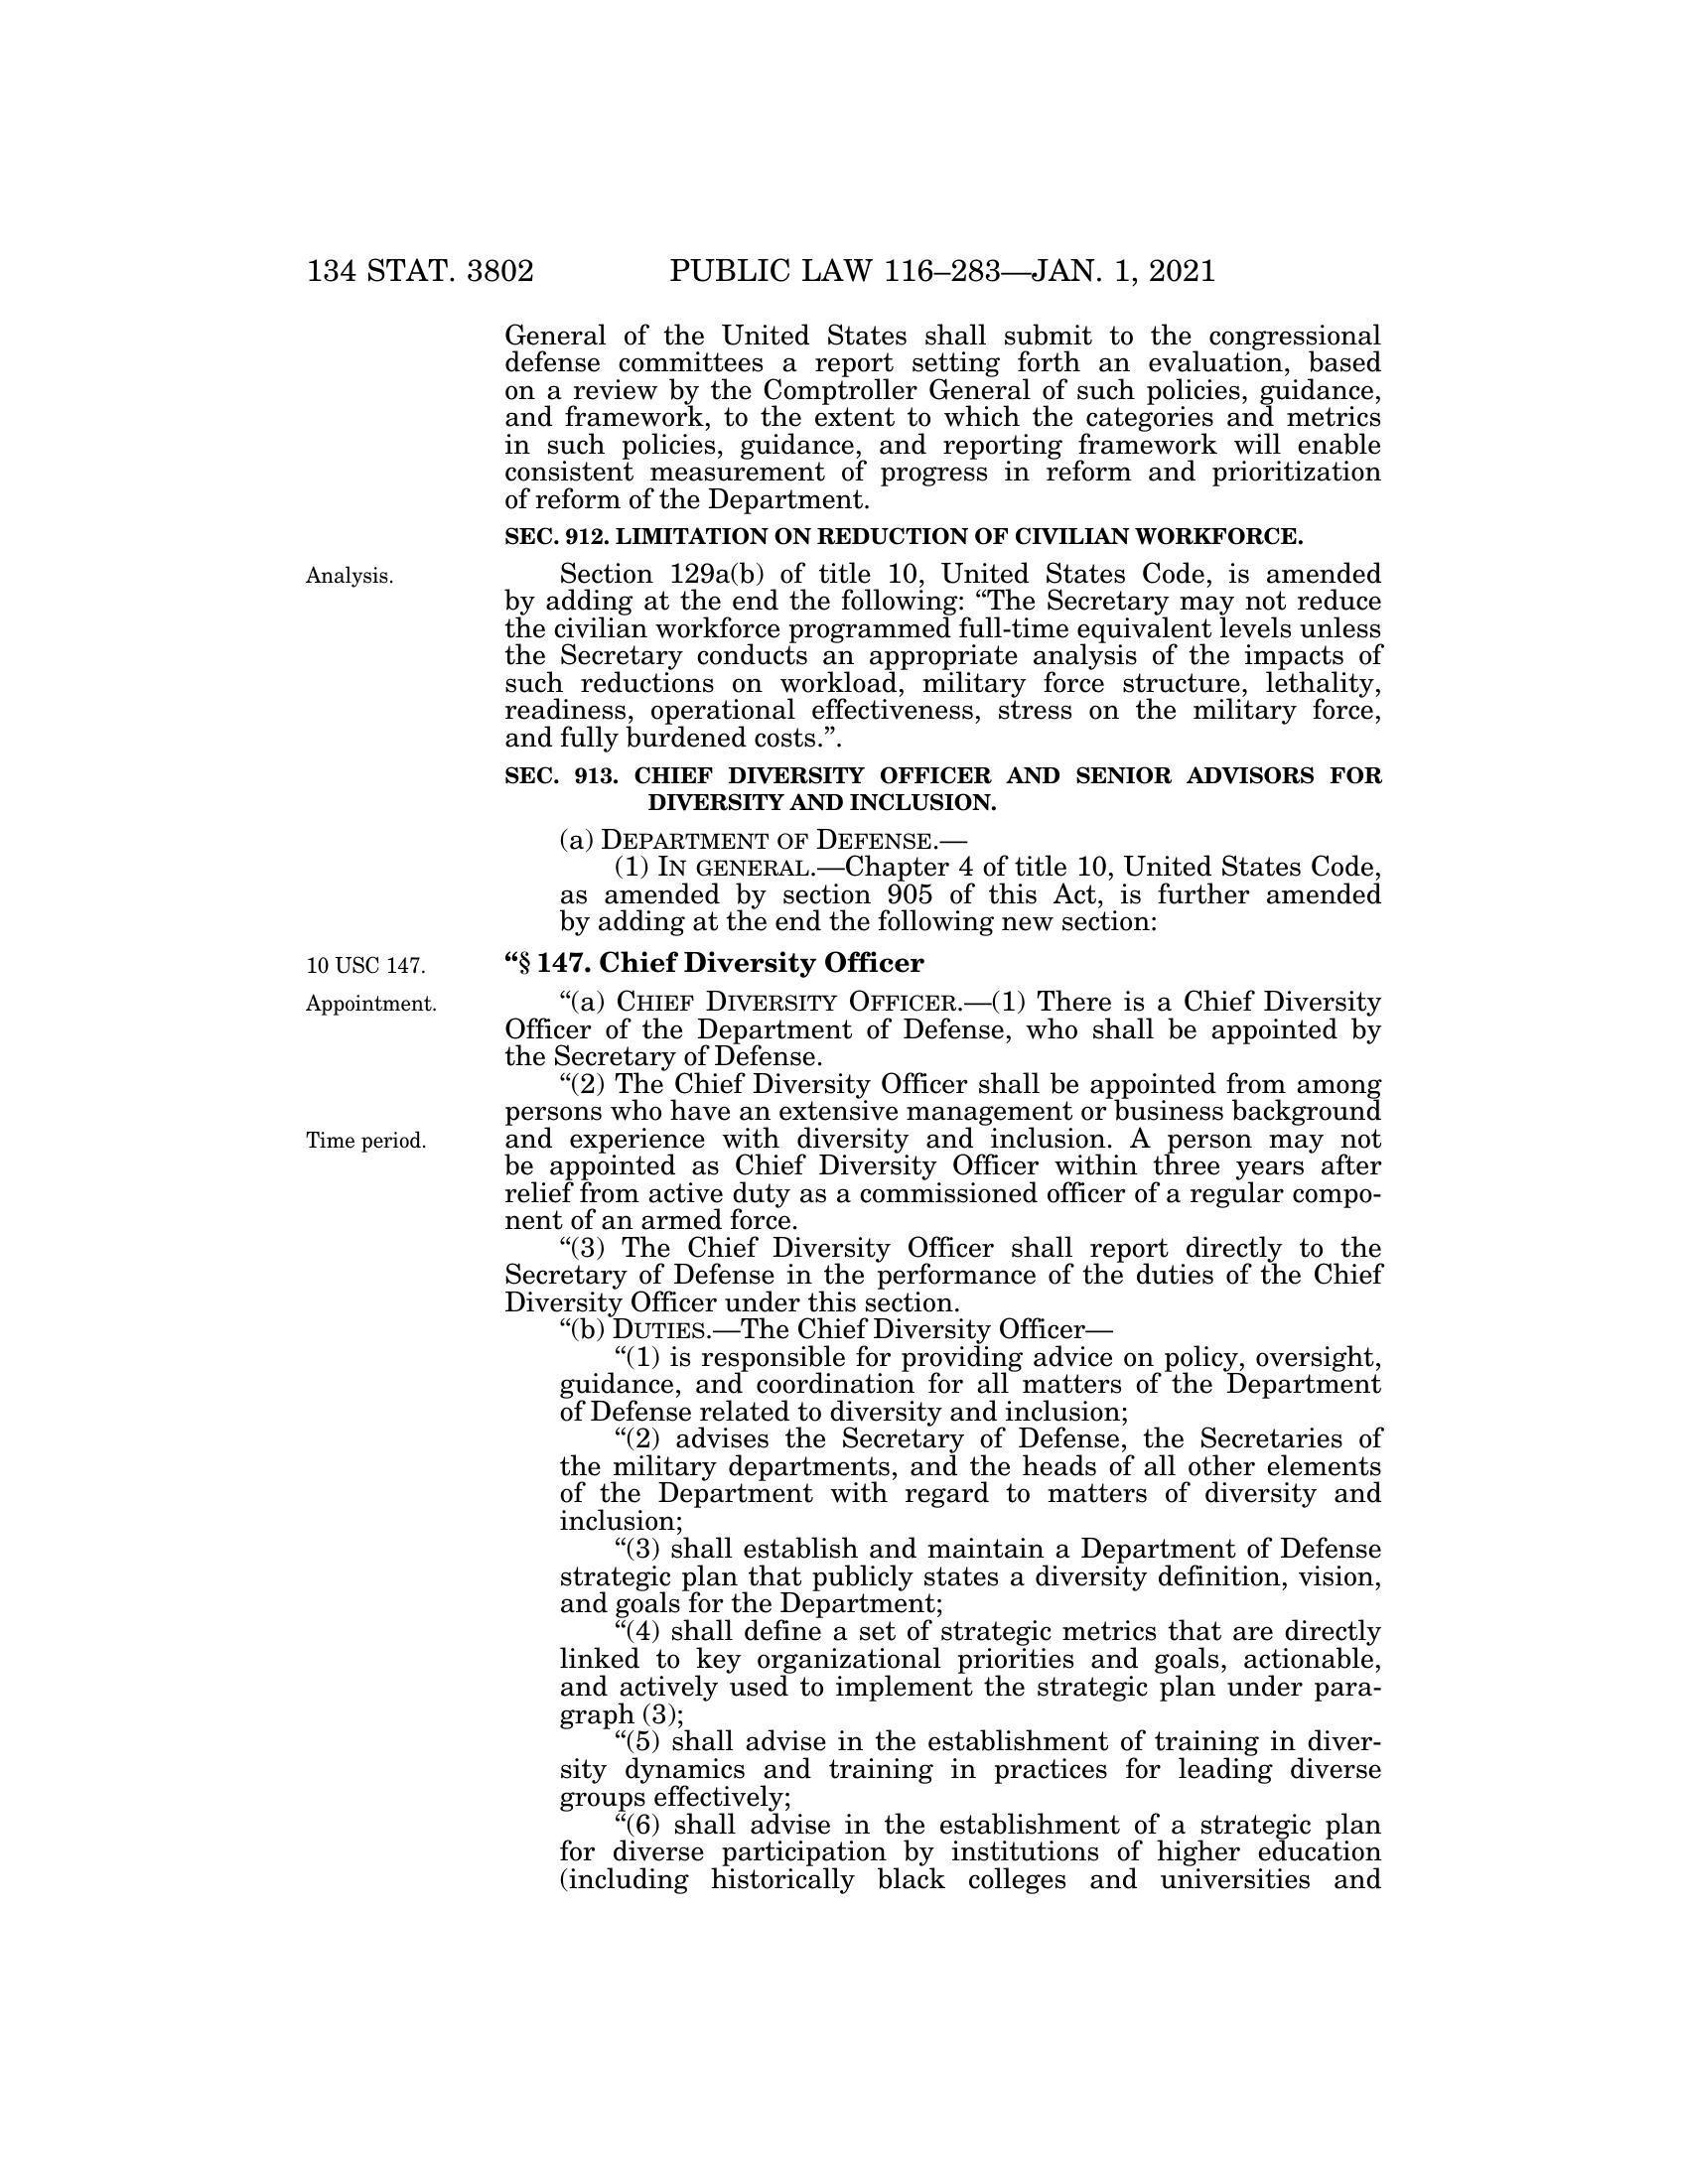 134 STAT. 3802 PUBLIC LAW 116–283—JAN. 1, 2021
General of the United States shall submit to the congressional
defense committees a report setting forth an evaluation, based
on a review by the Comptroller General of such policies, guidance,
and framework, to the extent to which the categories and metrics
in such policies, guidance, and reporting framework will enable
consistent measurement of progress in reform and prioritization
of reform of the Department.
SEC. 912. LIMITATION ON REDUCTION OF CIVILIAN WORKFORCE.
Analysis.
Section 129a(b) of title 10, United States Code, is amended
by adding at the end the following: “The Secretary may not reduce
the civilian workforce programmed full-time equivalent levels unless
the Secretary conducts an appropriate analysis of the impacts of
such reductions on workload, military force structure, lethality,
readiness, operational effectiveness, stress on the military force,
and fully burdened costs.”.
SEC. 913. CHIEF DIVERSITY OFFICER AND SENIOR ADVISORS FOR
DIVERSITY AND INCLUSION.
(a) DEPARTMENT OF DEFENSE.—
(1) IN GENERAL.—Chapter 4 of title 10, United States Code,
as amended by section 905 of this Act, is further amended
by adding at the end the following new section:
10 USC 147.
“§ 147. Chief Diversity Officer
Appointment.
“(a) CHIEF DIVERSITY OFFICER.—(1) There is a Chief Diversity
Officer of the Department of Defense, who shall be appointed by
the Secretary of Defense.
“(2) The Chief Diversity Officer shall be appointed from among
persons who have an extensive management or business background
Time period.
and experience with diversity and inclusion. A person may not
be appointed as Chief Diversity Officer within three years after
relief from active duty as a commissioned officer of a regular compo-
nent of an armed force.
“(3) The Chief Diversity Officer shall report directly to the
Secretary of Defense in the performance of the duties of the Chief
Diversity Officer under this section.
“(b) DUTIES.—The Chief Diversity Officer—
“(1) is responsible for providing advice on policy, oversight,
guidance, and coordination for all matters of the Department
of Defense related to diversity and inclusion;
“(2) advises the Secretary of Defense, the Secretaries of
the military departments, and the heads of all other elements
of the Department with regard to matters of diversity and
inclusion;
“(3) shall establish and maintain a Department of Defense
strategic plan that publicly states a diversity definition, vision,
and goals for the Department;
“(4) shall define a set of strategic metrics that are directly
linked to key organizational priorities and goals, actionable,
and actively used to implement the strategic plan under para-
graph (3);
“(5) shall advise in the establishment of training in diver-
sity dynamics and training in practices for leading diverse
groups effectively;
“(6) shall advise in the establishment of a strategic plan
for diverse participation by institutions of higher education
(including historically black colleges and universities and